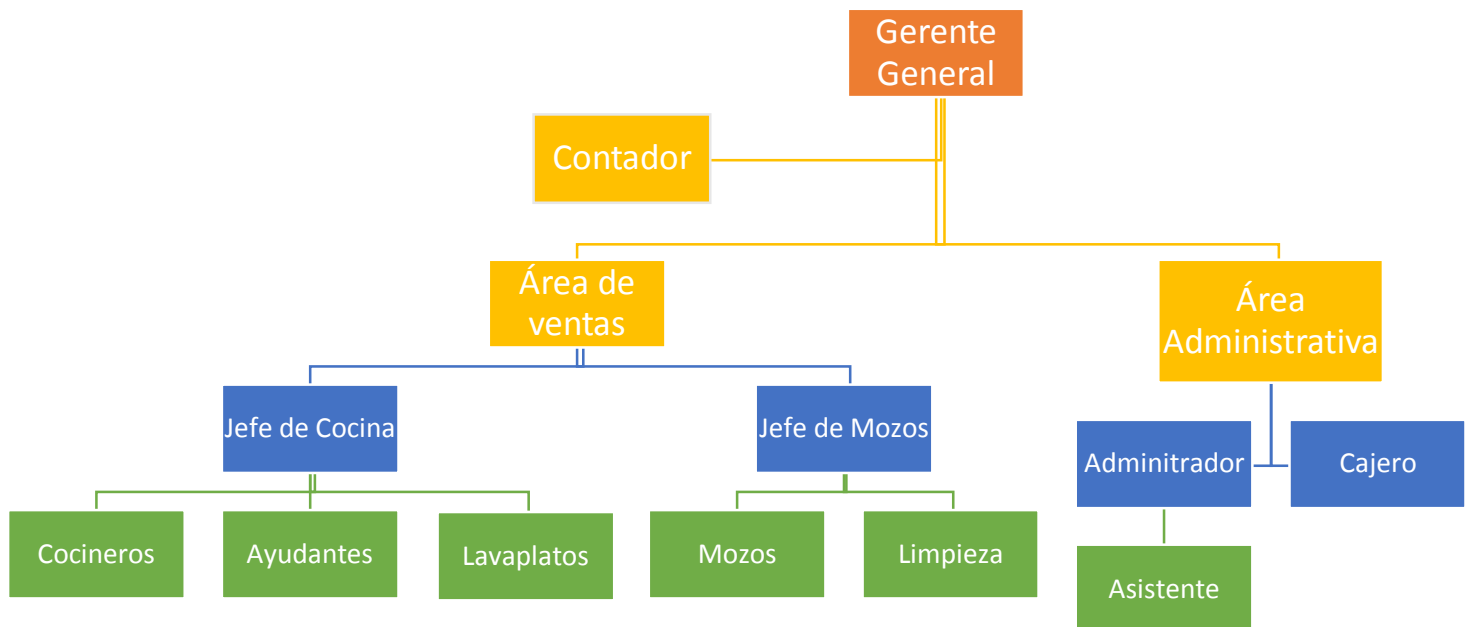 Gerente
General
Contador
Área de
ventas
Área
Administrativa
Jefe de Cocina
Jefe de Mozos
Adminitrador
Cajero
Cocineros
Ayudantes
Lavaplatos
Mozos
Limpieza
Asistente